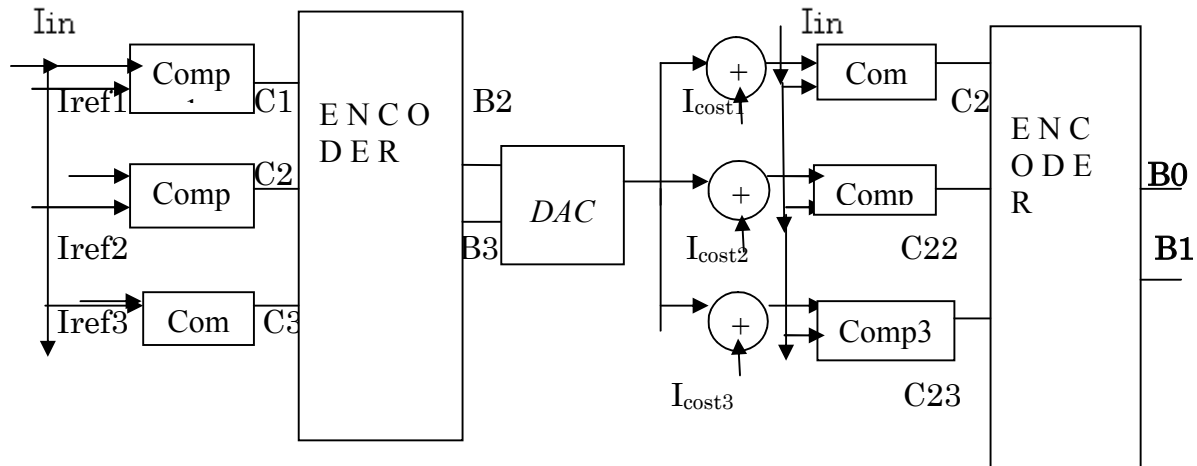 Iin
Comp
Iref1
C1
Comp
C2
Iref2
Com
Iref3
C3
E N C O
D E R
B2
B3
DAC
Iin
+
Icost1
Com
C2
+
Icost2
Comp
C22
+
Icost3
Comp3
C23
E N C
O D E
R
B0
B1